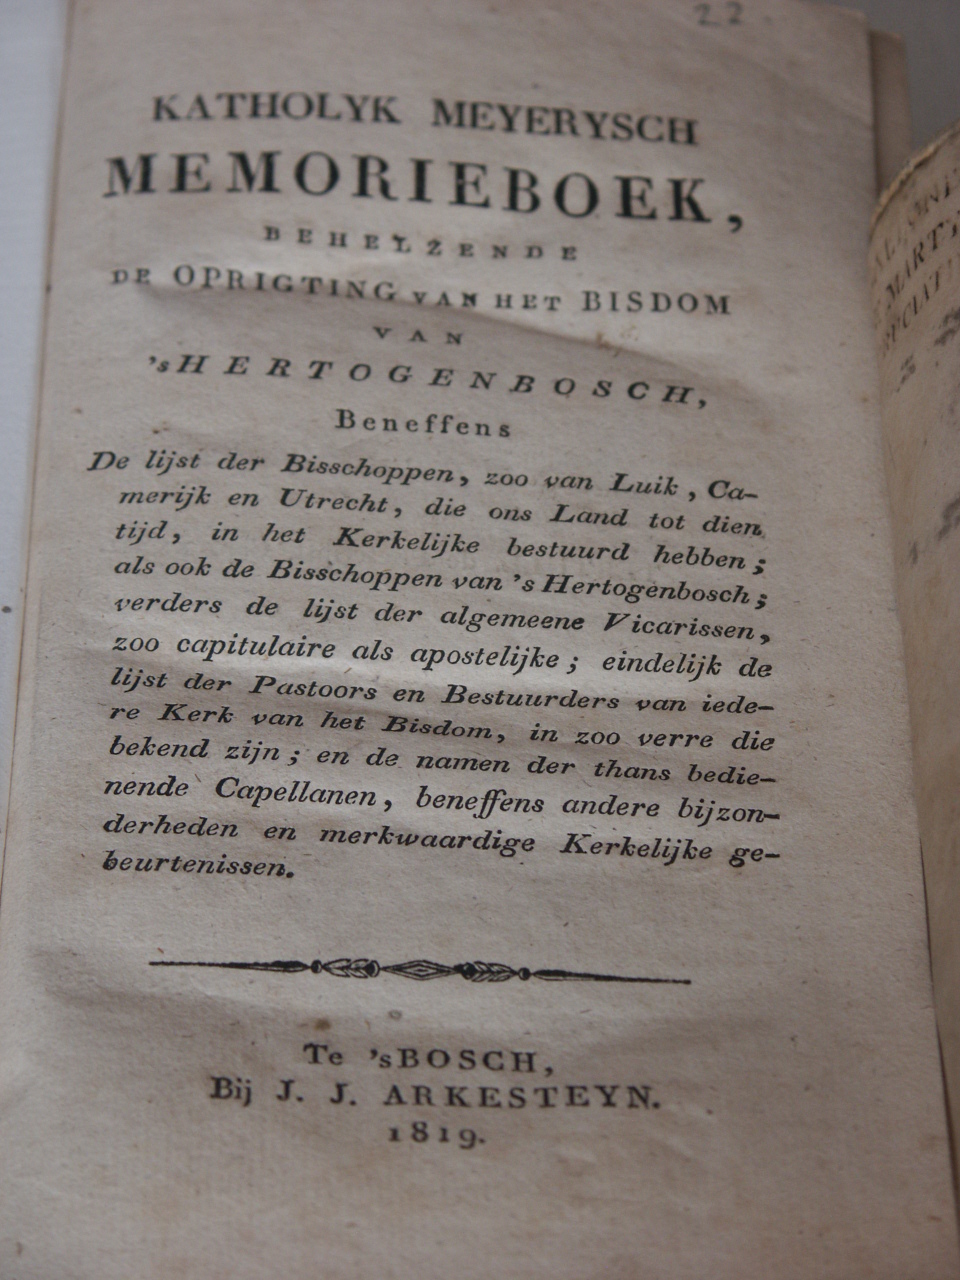 22
KATHOLYK MEYERYSCH
MEMORIEBOEK,
BEHELZENDE
DE OPRIGTING VAN HET BISDOM
VAN
'sHERTOGENBOSCH,
Beneffens
De lijst der Bisschoppen, zoo van Luik, Ca-
merijk en Utrecht, die ons Land tot dien
tijd, in het Kerkelijke bestuurd hebben;
als ook de Bisschoppen van 's Hertogenbosch;
verders de lijst der algemeene Vicarissen,
zoo capitulaire als apostelijke; eindelijk de
lijst der Pastoors en Bestuurders van iede-
re Kerk van het Bisdom, in zoo verre die
bekend zijn; en de namen der thans bedie-
nende Capellanen, beneffens andere bijzon-
derheden en merkwaardige Kerkelijke ge-
beurtenissen.
Te 'sBOSCH,
Bij J. J. ARKESTEYN.
1819.